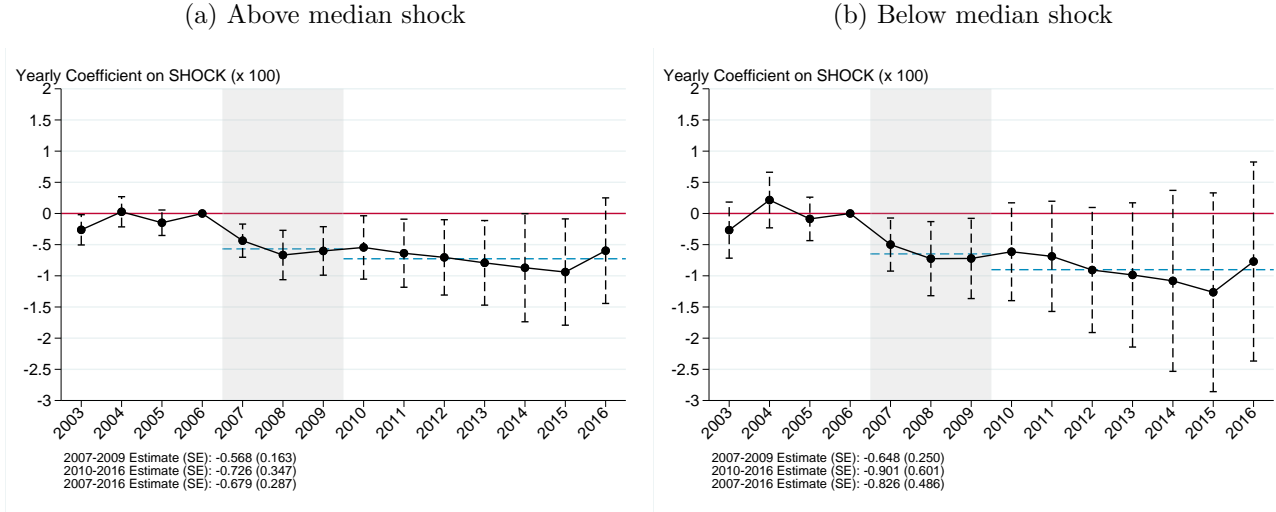 (a) Above median shock
Yearly Coefficient on SHOCK (x 100)
2
1.5
1
.5
0
-.5
-1
-1.5
-2
-2.5
-3
2003 2004 2005 2006 2007 2008 2009 2010 2011 2012 2013 2014 2015 2016
2007-2009 Estimate (SE): -0.568 (0.163)
2010-2016 Estimate (SE): -0.726 (0.347)
2007-2016 Estimate (SE): -0.679 (0.287)
(b) Below median shock
Yearly Coefficient on SHOCK (x 100)
2
1.5
1
.5
0
-.5
-1
-1.5
-2
-2.5
-3
2003 2004 2005 2006 2007 2008 2009 2010 2011 2012 2013 2014 2015 2016
2007-2009 Estimate (SE): -0.648 (0.250)
2010-2016 Estimate (SE): -0.901 (0.601)
2007-2016 Estimate (SE): -0.826 (0.486)